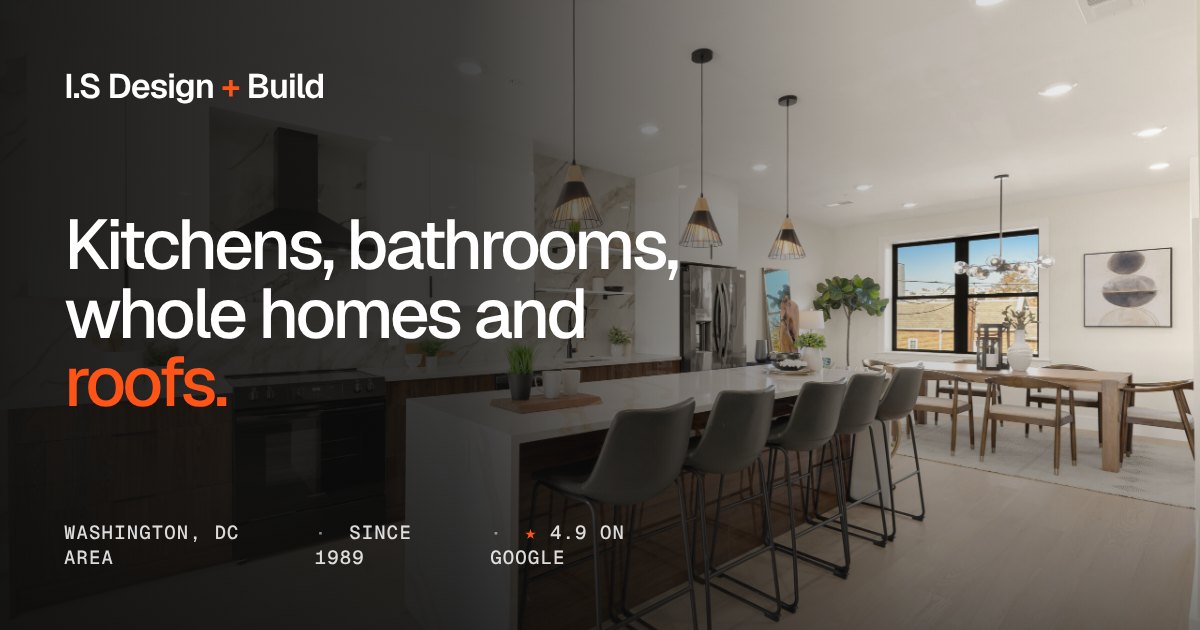 I.S Design + Build
Kitchens, bathrooms,
whole homes and
roofs.
WASHINGTON, DC AREA
· SINCE 1989
· ★ 4.9 ON GOOGLE